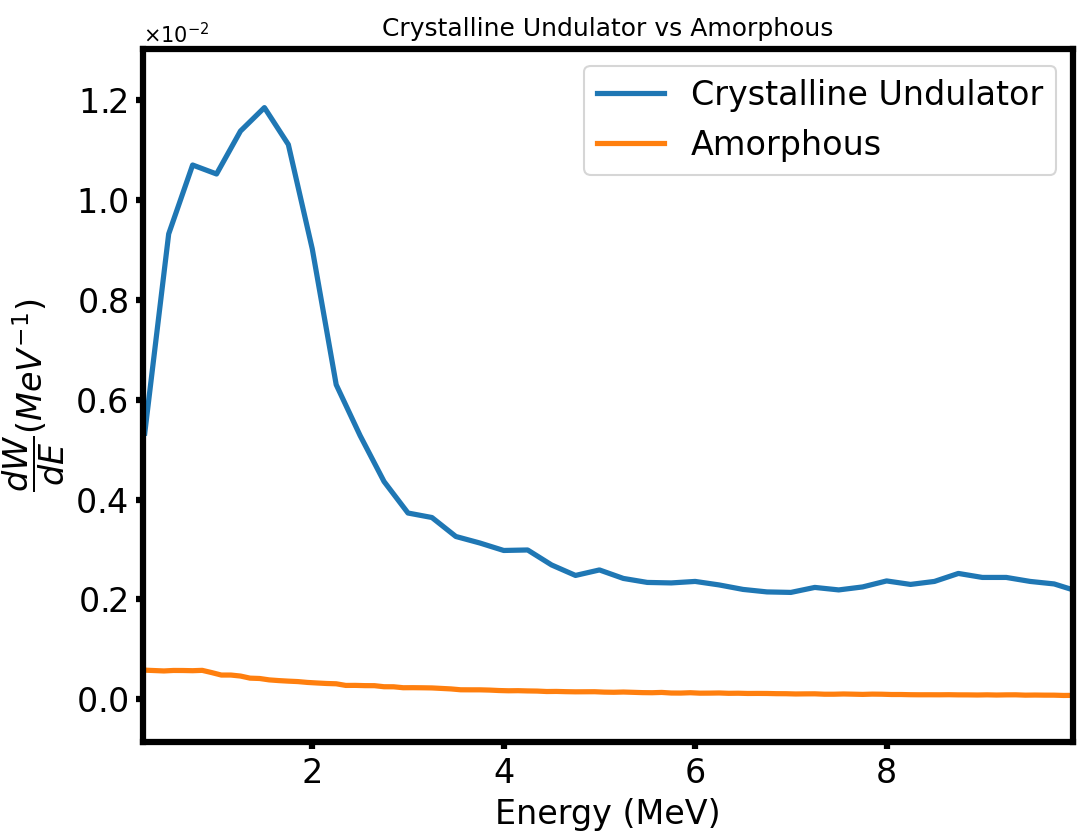 Crystalline Undulator vs Amorphous
×10⁻²
Crystalline Undulator
Amorphous
1.2
1.0
0.8
0.6
0.4
0.2
0.0
dW/dE (MeV⁻¹)
2 4 6 8
Energy (MeV)